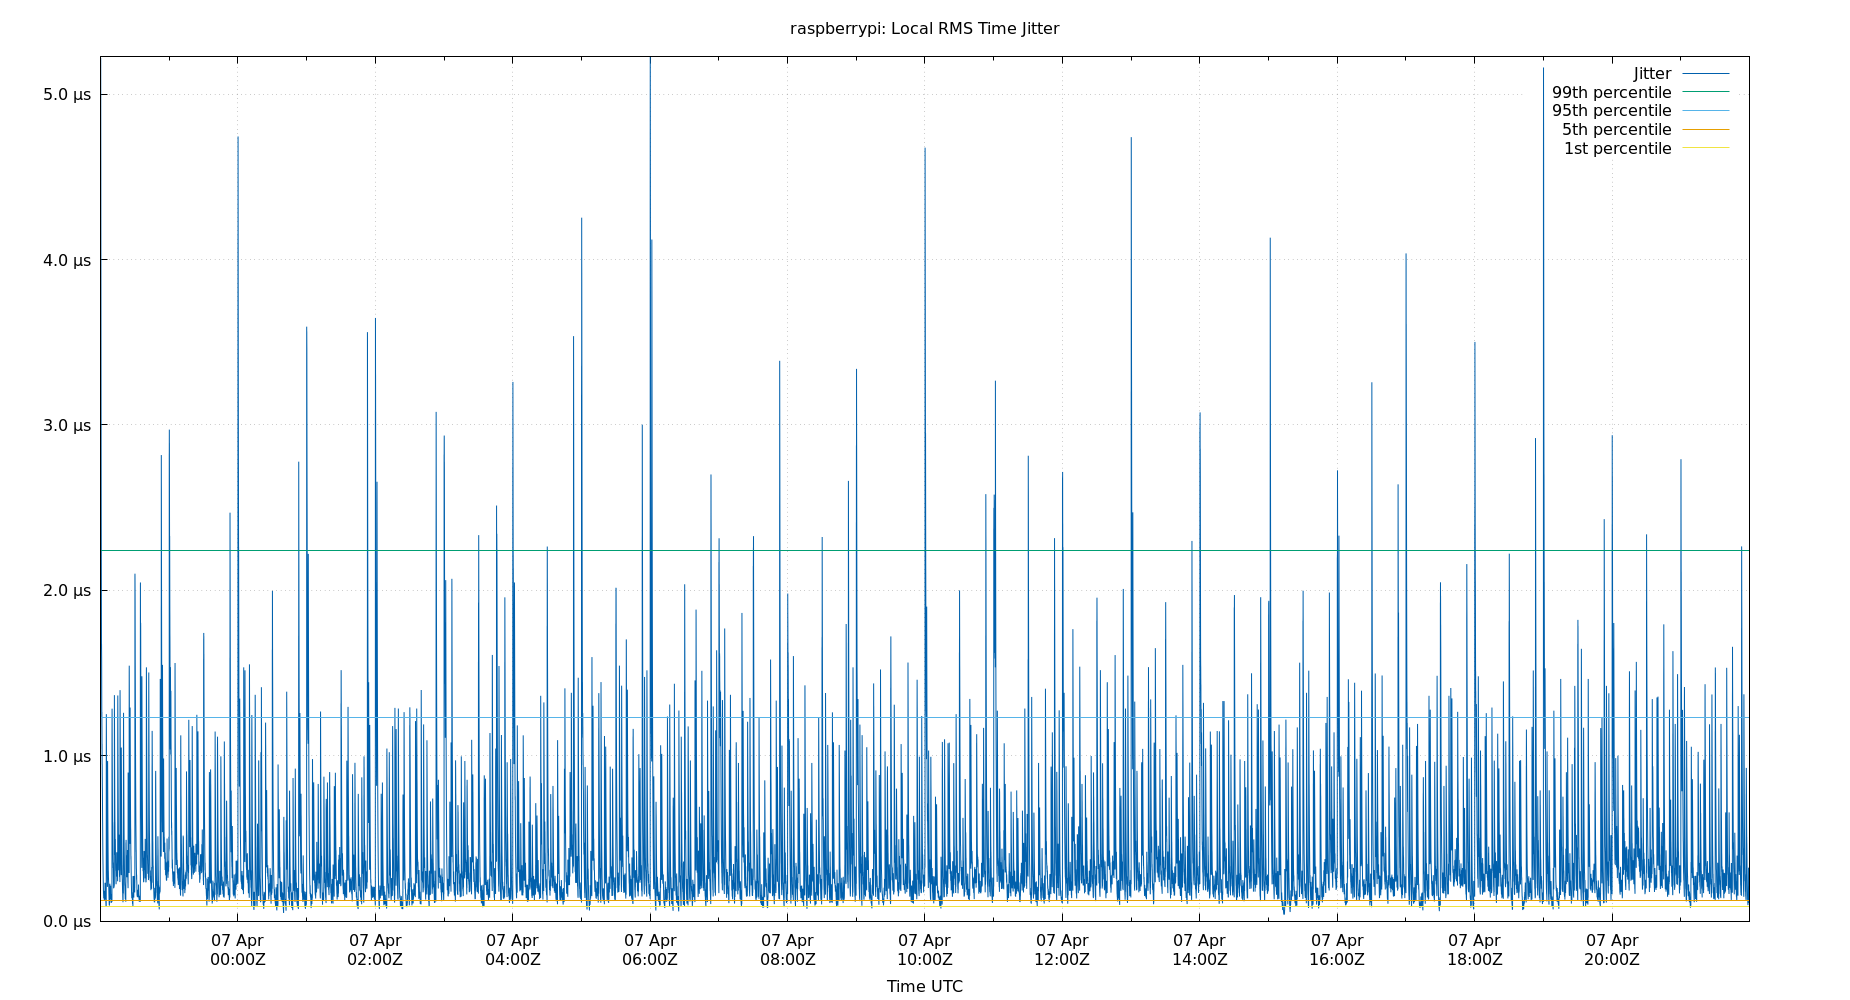 raspberrypi: Local RMS Time Jitter
Jitter
99th percentile
95th percentile
5th percentile
1st percentile
5.0 µs
4.0 µs
3.0 µs
2.0 µs
1.0 µs
0.0 µs
07 Apr 07 Apr 07 Apr 07 Apr 07 Apr 07 Apr 07 Apr 07 Apr 07 Apr 07 Apr 07 Apr
00:00Z 02:00Z 04:00Z 06:00Z 08:00Z 10:00Z 12:00Z 14:00Z 16:00Z 18:00Z 20:00Z
Time UTC